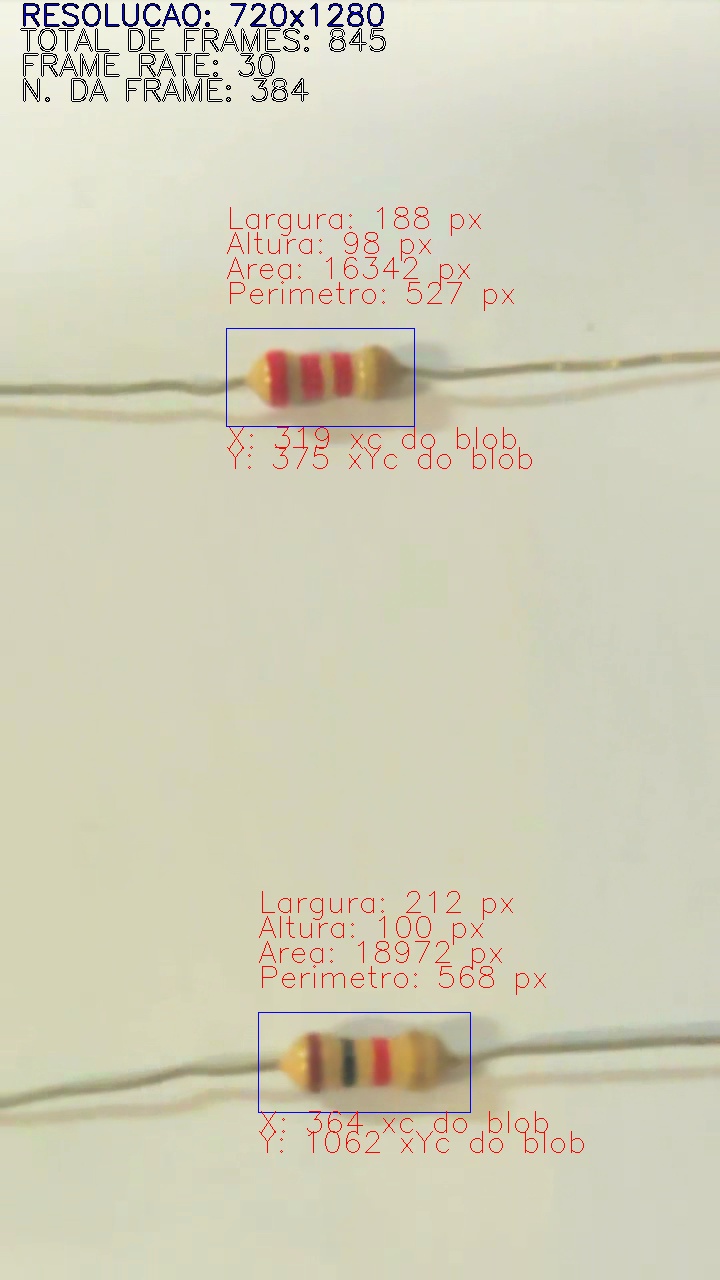 RESOLUCAO: 720x1280
TOTAL DE FRAMES: 845
FRAME RATE: 30
N. DA FRAME: 384
Largura: 188 px
Altura: 98 px
Area: 16342 px
Perimetro: 527 px
X: 319 xc do blob
Y: 375 xYc do blob
Largura: 212 px
Altura: 100 px
Area: 18972 px
Perimetro: 568 px
X: 364 xc do blob
Y: 1062 xYc do blob